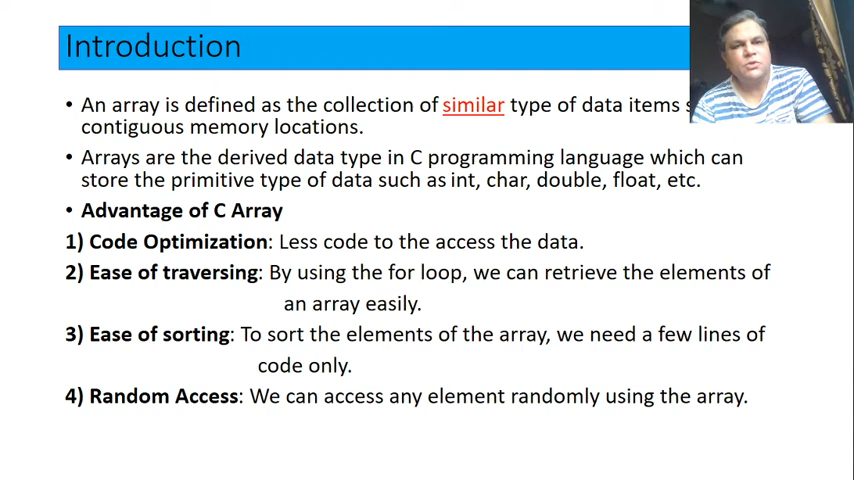 Introduction
• An array is defined as the collection of similar type of data items
contiguous memory locations.
• Arrays are the derived data type in C programming language which can
store the primitive type of data such as int, char, double, float, etc.
• Advantage of C Array
1) Code Optimization: Less code to the access the data.
2) Ease of traversing: By using the for loop, we can retrieve the elements of
an array easily.
3) Ease of sorting: To sort the elements of the array, we need a few lines of
code only.
4) Random Access: We can access any element randomly using the array.